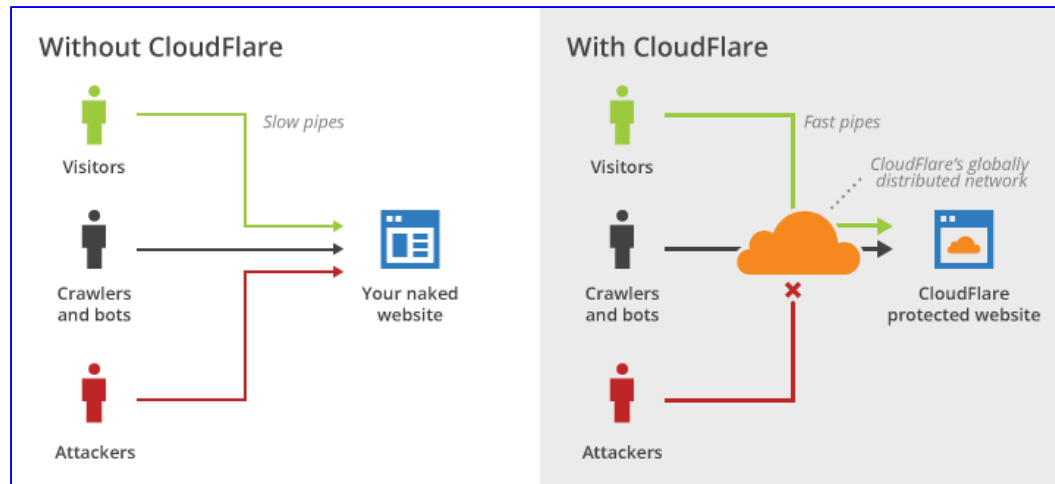 Without CloudFlare
Slow pipes
Visitors
Crawlers
and bots
Your naked
website
Attackers
With CloudFlare
Fast pipes
Visitors
CloudFlare's globally
distributed network
Crawlers
and bots
CloudFlare
protected website
Attackers